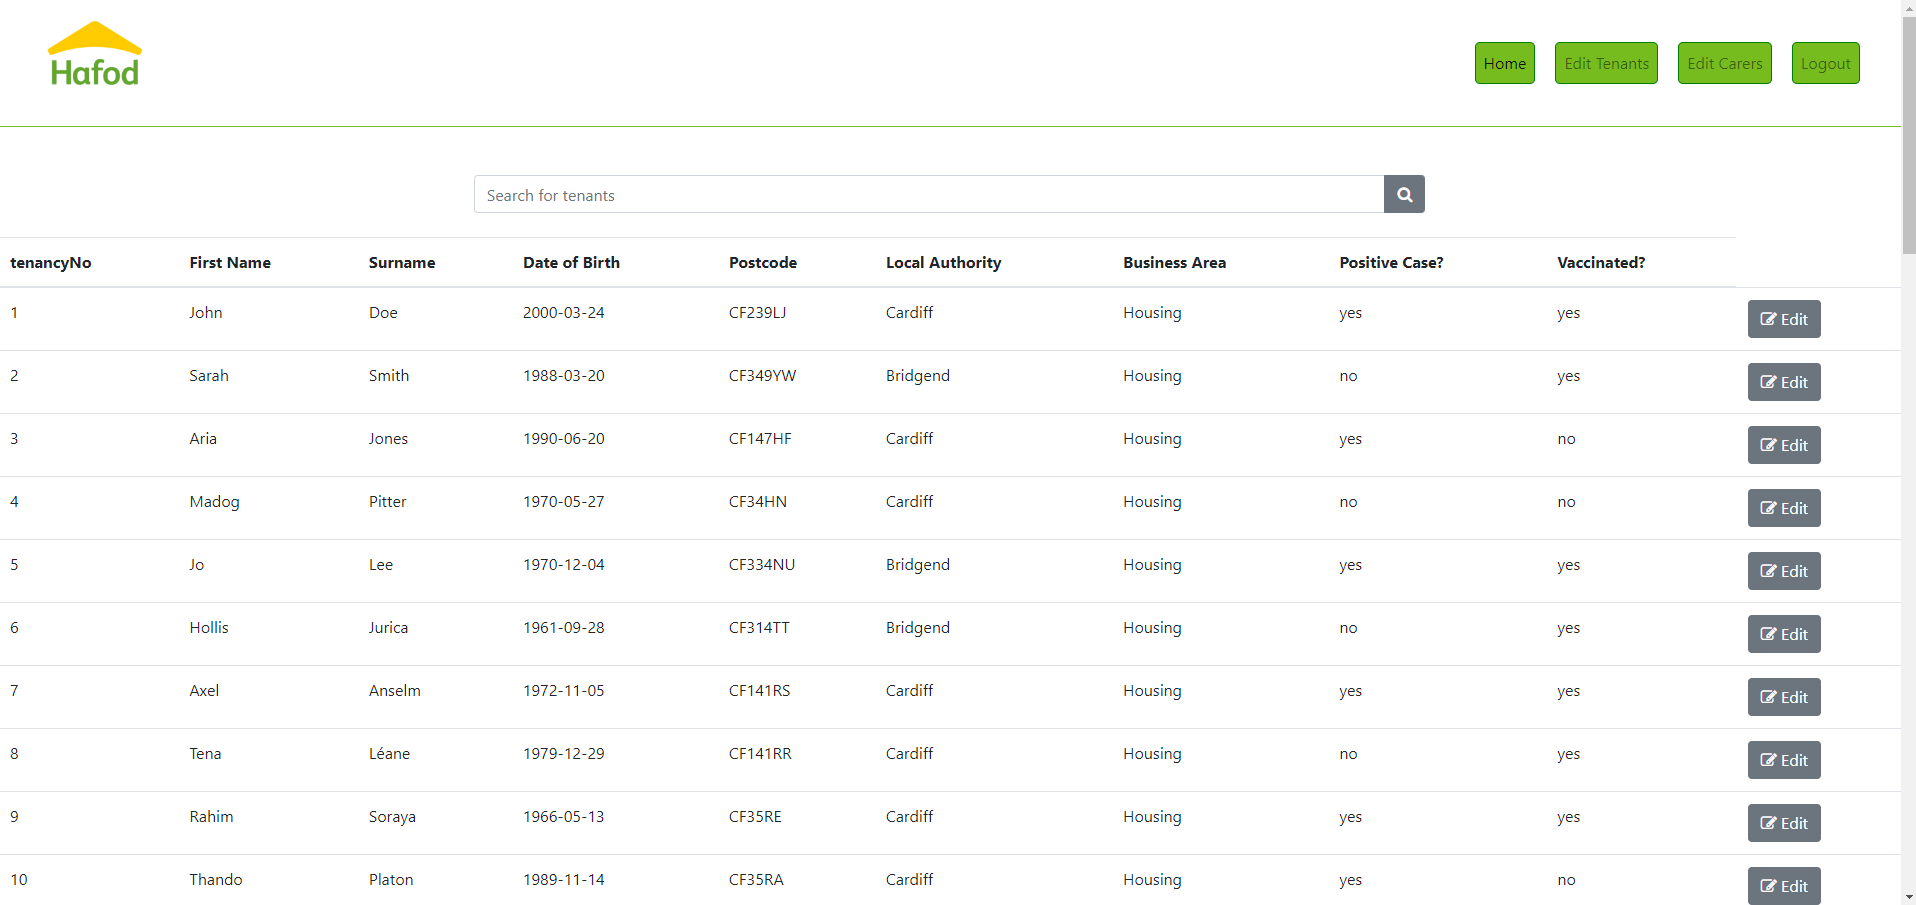 Hafod
Home Edit Tenants Edit Carers Logout
Search for tenants
tenancyNo First Name Surname Date of Birth Postcode Local Authority Business Area Positive Case? Vaccinated?
1 John Doe 2000-03-24 CF239LJ Cardiff Housing yes yes Edit
2 Sarah Smith 1988-03-20 CF349YW Bridgend Housing no yes Edit
3 Aria Jones 1990-06-20 CF147HF Cardiff Housing yes no Edit
4 Madog Pitter 1970-05-27 CF34HN Cardiff Housing no no Edit
5 Jo Lee 1970-12-04 CF334NU Bridgend Housing yes yes Edit
6 Hollis Jurica 1961-09-28 CF314TT Bridgend Housing no yes Edit
7 Axel Anselm 1972-11-05 CF141RS Cardiff Housing yes yes Edit
8 Tena Léane 1979-12-29 CF141RR Cardiff Housing no yes Edit
9 Rahim Soraya 1966-05-13 CF35RE Cardiff Housing yes yes Edit
10 Thando Platon 1989-11-14 CF35RA Cardiff Housing yes no Edit